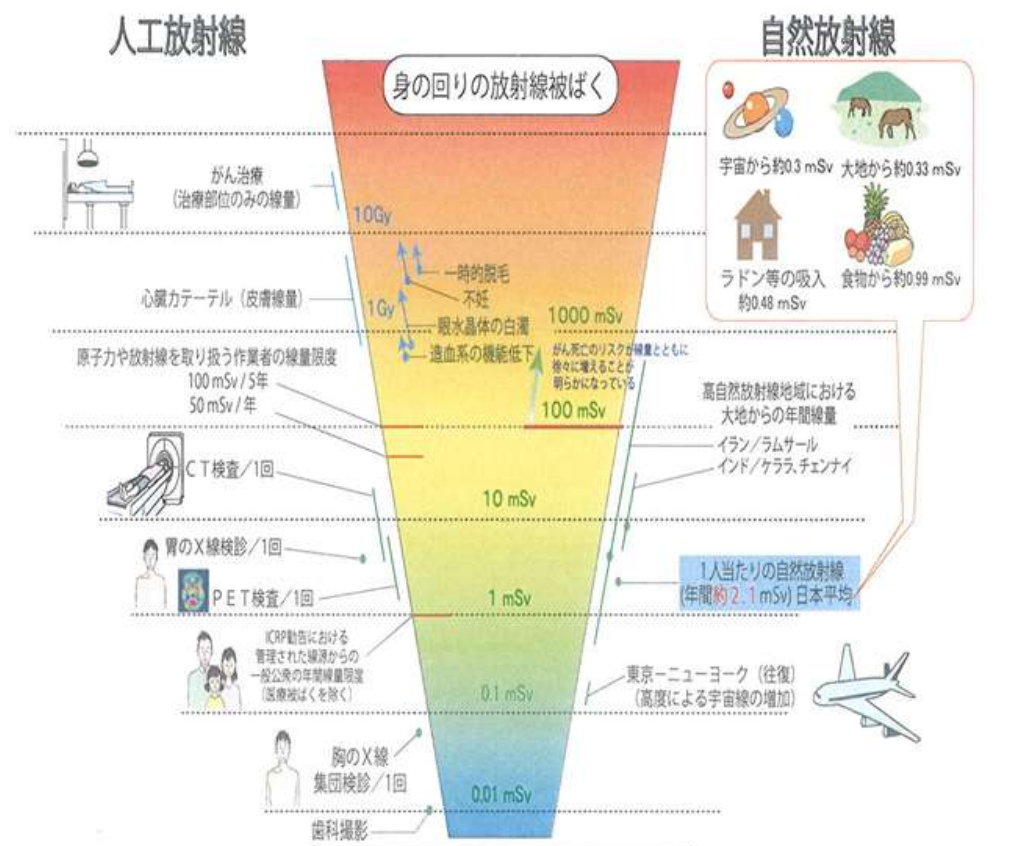 人工放射線
自然放射線
身の回りの放射線被ばく
宇宙から約0.3 mSv
大地から約0.33 mSv
ラドン等の吸入
約0.48 mSv
食物から約0.99 mSv
がん治療
(治療部位のみの線量)
10Gy
一時的脱毛
不妊
心臓カテーテル(皮膚線量)
1Gy
眼水晶体の白濁
造血系の機能低下
1000 mSv
がん死亡のリスクが線量とともに
徐々に増えることが
明らかになっている
原子力や放射線を取り扱う作業者の線量限度
100 mSv / 5年
50 mSv / 年
100 mSv
高自然放射線地域における
大地からの年間線量
イラン/ラムサール
インド/ケララ、チェンナイ
CT検査/1回
10 mSv
胃のX線検診/1回
PET検査/1回
1 mSv
1人当たりの自然放射線
(年間約2.1mSv)日本平均
ICRP勧告における
管理された線源からの
一般公衆の年間線量限度
(医療被ばくを除く)
0.1 mSv
東京ーニューヨーク(往復)
(高度による宇宙線の増加)
胸のX線
集団検診/1回
0.01 mSv
歯科撮影